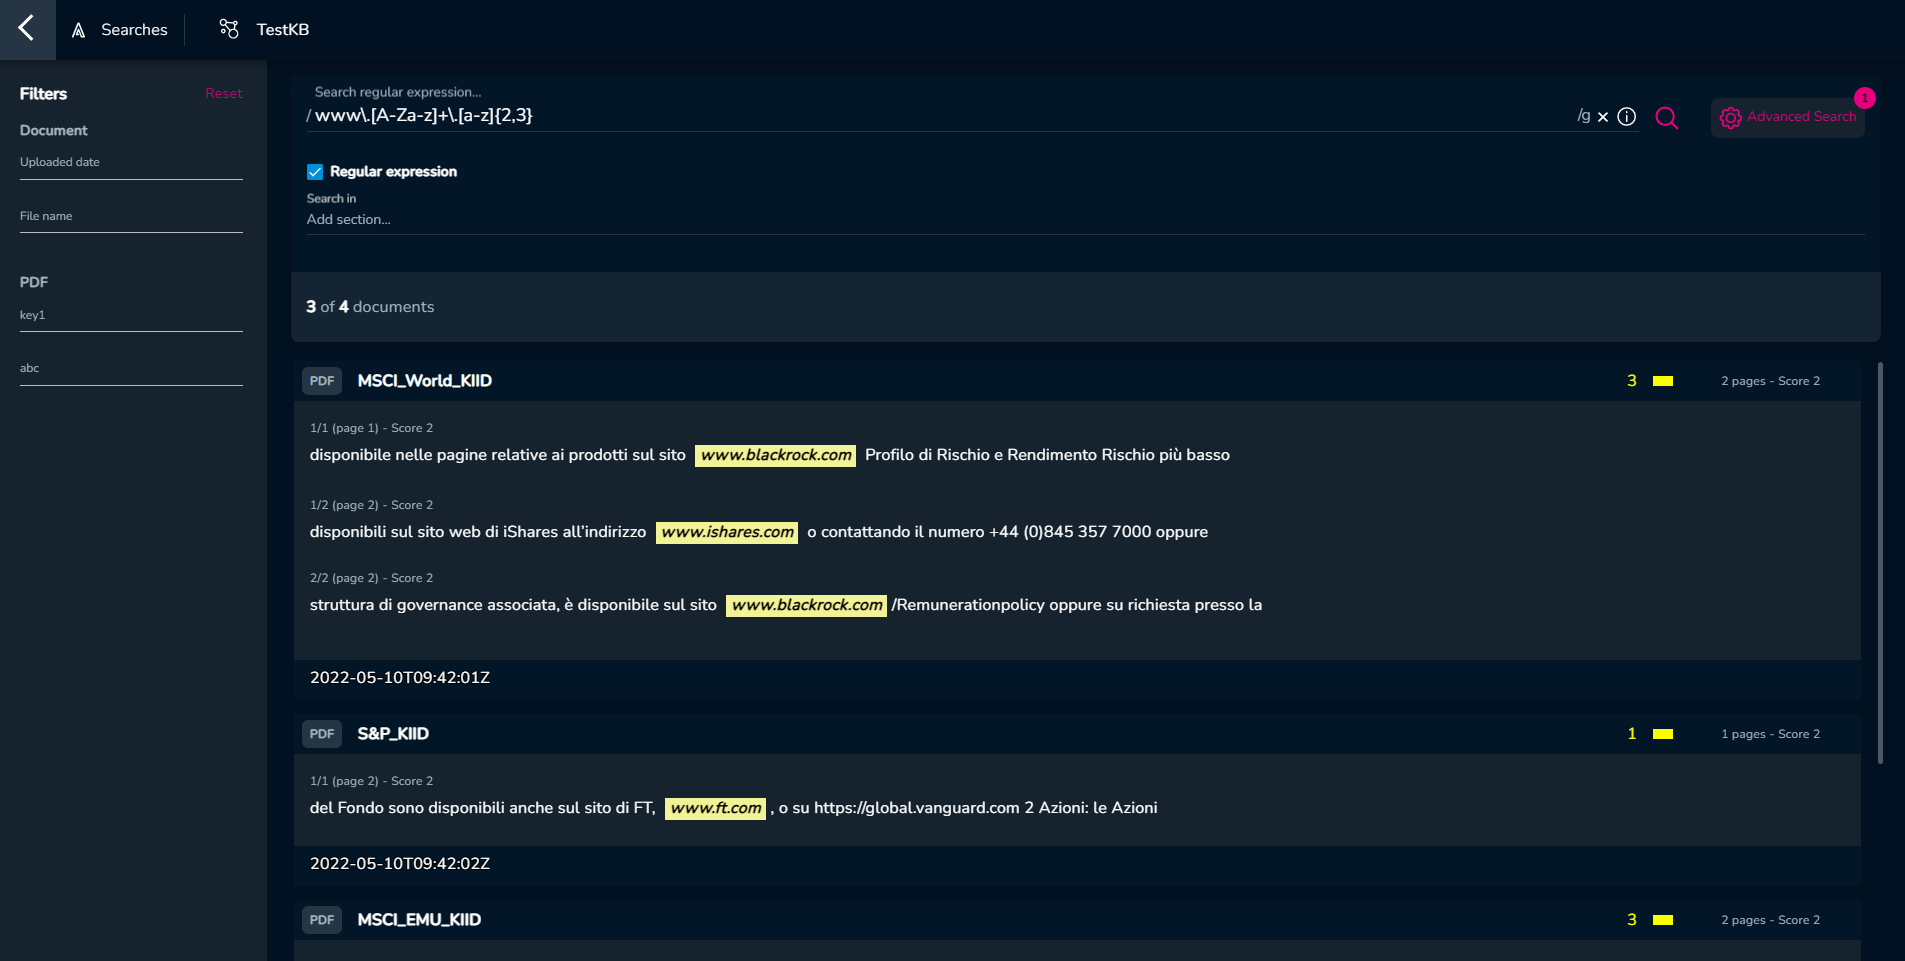 Searches
TestKB
Filters
Reset
Document
Uploaded date
File name
PDF
key1
abc
Search regular expression...
/ www\.[A-Za-z]+\.[a-z]{2,3}
/g
1
Advanced Search
Regular expression
Search in
Add section...
3 of 4 documents
PDF MSCI_World_KIID 3 2 pages - Score 2
1/1 (page 1) - Score 2
disponibile nelle pagine relative ai prodotti sul sito www.blackrock.com Profilo di Rischio e Rendimento Rischio più basso
1/2 (page 2) - Score 2
disponibili sul sito web di iShares all’indirizzo www.ishares.com o contattando il numero +44 (0)845 357 7000 oppure
2/2 (page 2) - Score 2
struttura di governance associata, è disponibile sul sito www.blackrock.com /Remunerationpolicy oppure su richiesta presso la
2022-05-10T09:42:01Z
PDF S&P_KIID 1 1 pages - Score 2
1/1 (page 2) - Score 2
del Fondo sono disponibili anche sul sito di FT, www.ft.com , o su https://global.vanguard.com 2 Azioni: le Azioni
2022-05-10T09:42:02Z
PDF MSCI_EMU_KIID 3 2 pages - Score 2